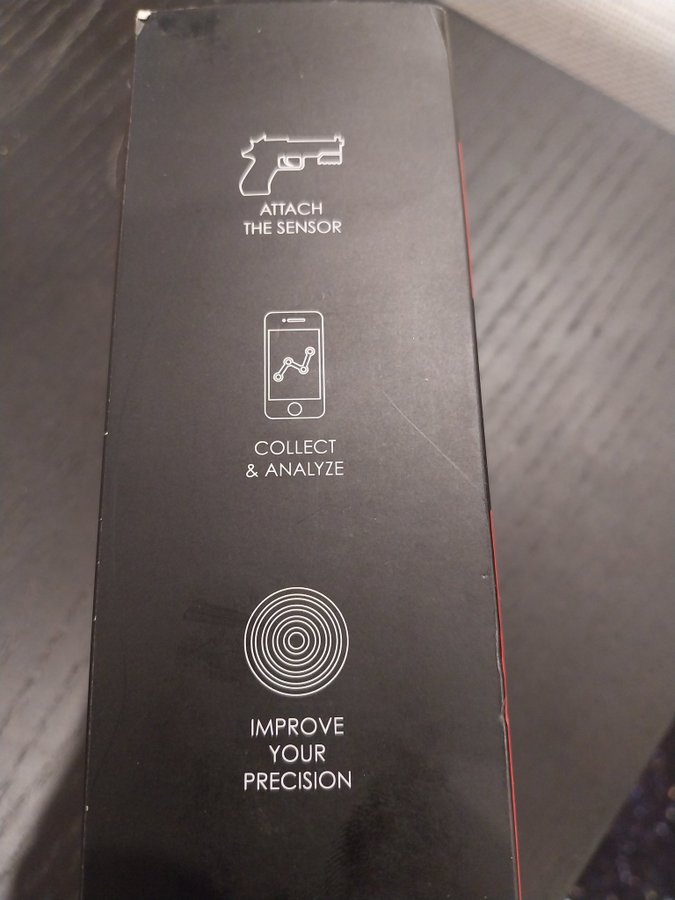 ATTACH
THE SENSOR
COLLECT
& ANALYZE
IMPROVE
YOUR
PRECISION